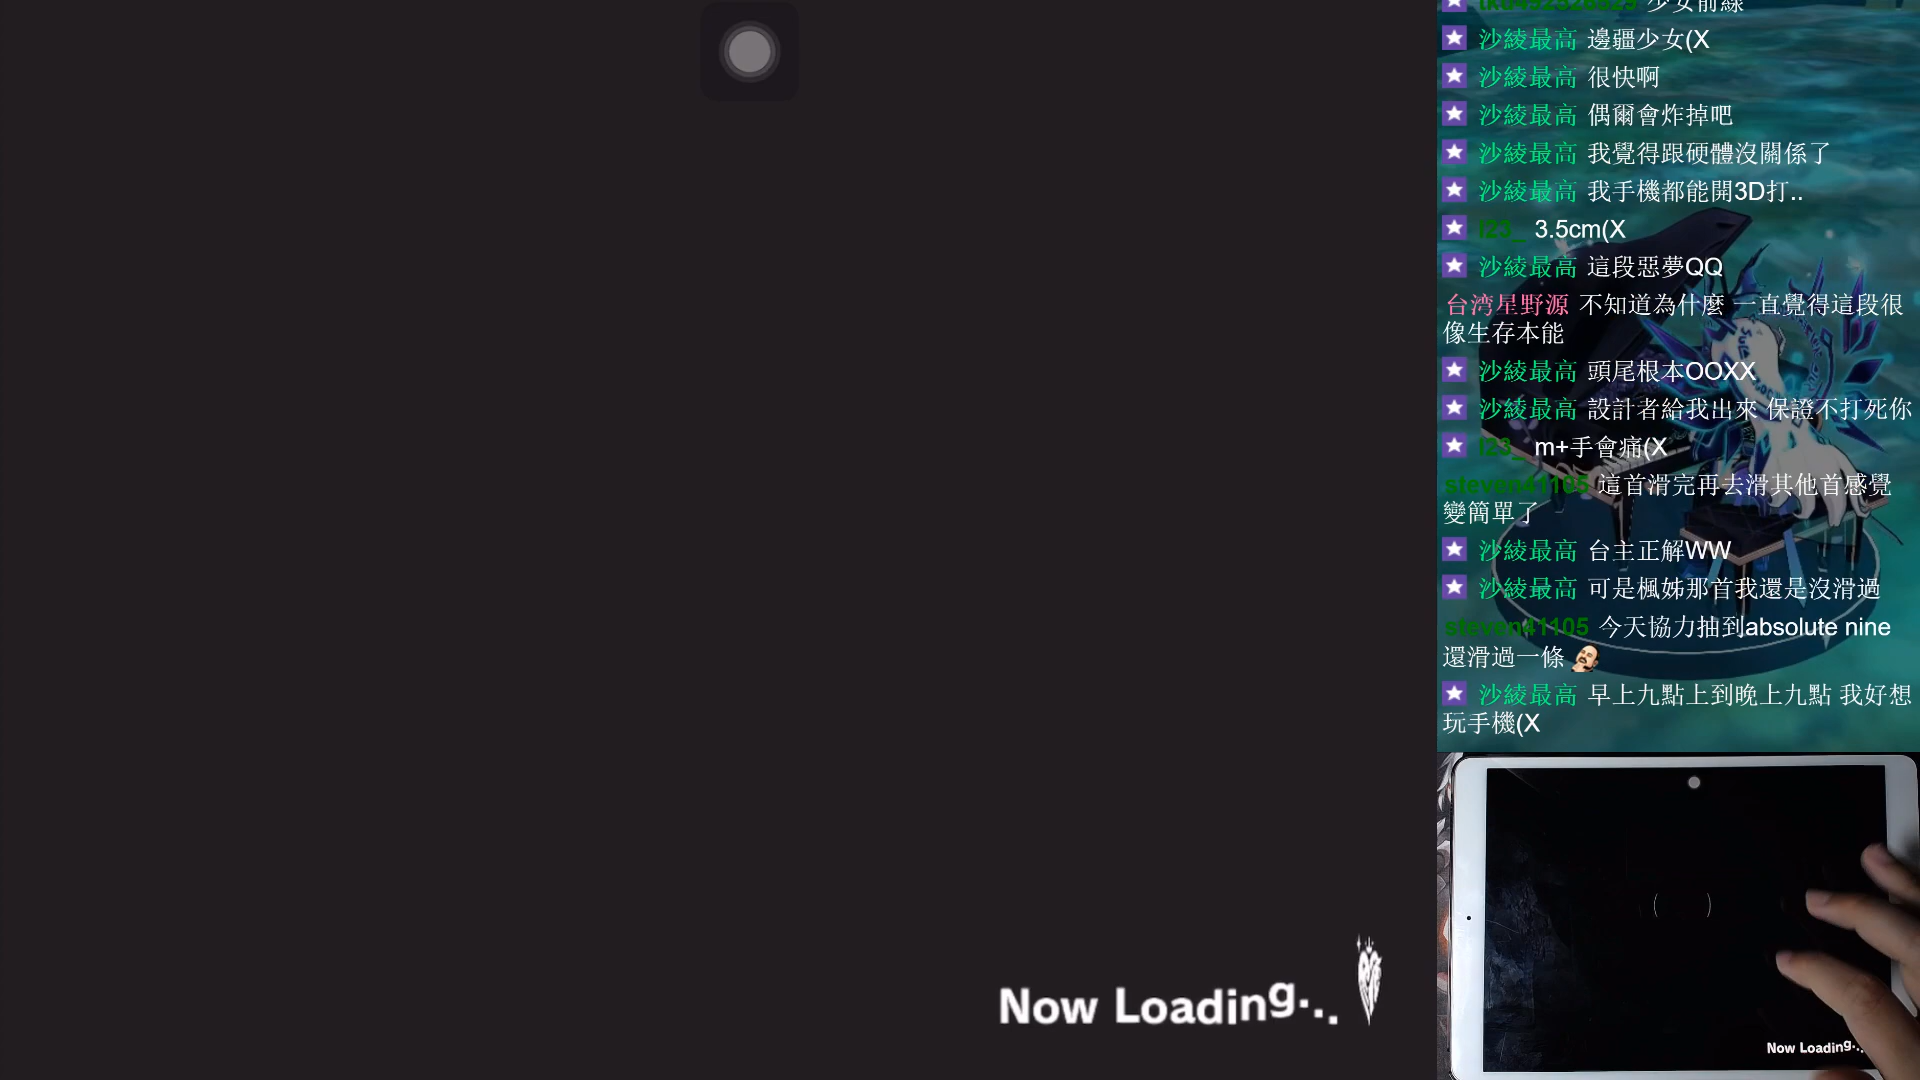 少女前線
沙綾最高 邊疆少女(X
沙綾最高 很快啊
沙綾最高 偶爾會炸掉吧
沙綾最高 我覺得跟硬體沒關係了
沙綾最高 我手機都能開3D打..
l23_ 3.5cm(X
沙綾最高 這段惡夢QQ
台湾星野源 不知道為什麼 一直覺得這段很
像生存本能
沙綾最高 頭尾根本OOXX
沙綾最高 設計者給我出來 保證不打死你
l23_ m+手會痛(X
steven41105 這首滑完再去滑其他首感覺
變簡單了
沙綾最高 台主正解WW
沙綾最高 可是楓姊那首我還是沒滑過
steven41105 今天協力抽到absolute nine
還滑過一條
沙綾最高 早上九點上到晚上九點 我好想
玩手機(X
Now Loading...
Now Loading...